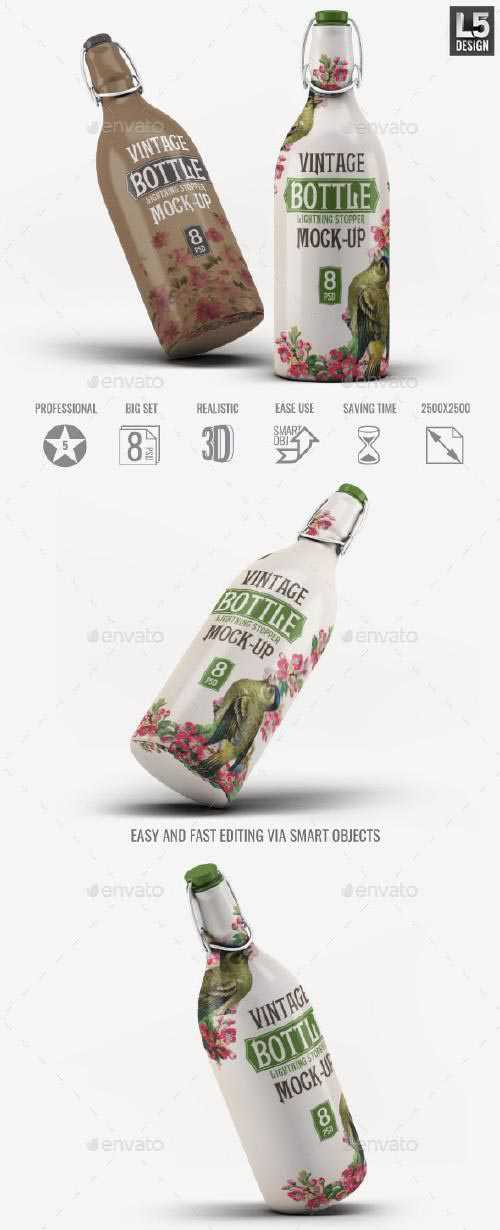 L5
DESIGN
envato
envato
VINTAGE
BOTTLE
LIGHTNING STOPPER
MOCK-UP
8
PSD
VINTAGE
BOTTLE
LIGHTNING STOPPER
MOCK-UP
8
PSD
envato
envato
PROFESSIONAL
BIG SET
REALISTIC
EASE USE
SAVING TIME
2500X2500
5
8
PSD
3D
SMART
OBJ
envato
envato
VINTAGE
BOTTLE
LIGHTNING STOPPER
MOCK-UP
8
PSD
EASY AND FAST EDITING VIA SMART OBJECTS
envato
envato
VINTAGE
BOTTLE
LIGHTNING STOPPER
MOCK-UP
8
PSD
envato
envato